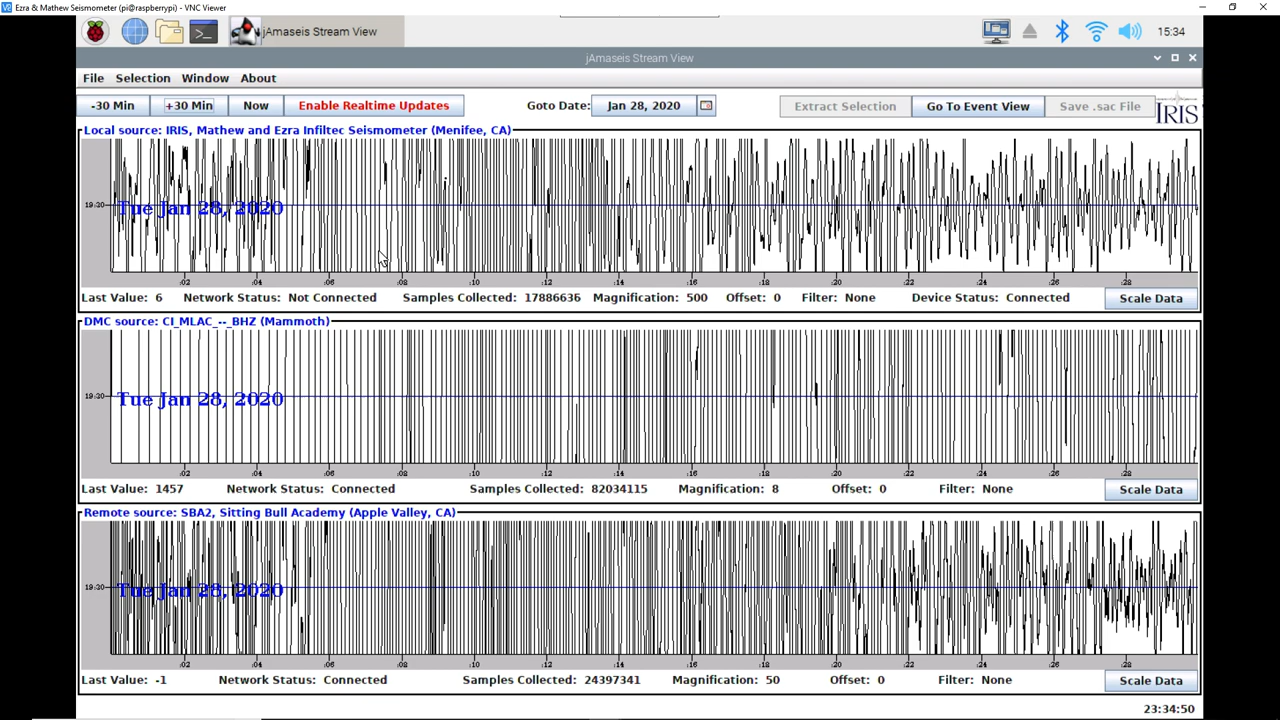 Ezra & Mathew Seismometer (pi@raspberrypi) - VNC Viewer
jAmaseis Stream View 15:34
jAmaseis Stream View
File Selection Window About
-30 Min +30 Min Now Enable Realtime Updates Goto Date: Jan 28, 2020 Extract Selection Go To Event View Save .sac File IRIS
Local source: IRIS, Mathew and Ezra Infiltec Seismometer (Menifee, CA)
Tue Jan 28, 2020
:02 :04 :06 :08 :10 :12 :14 :16 :18 :20 :22 :24 :26 :28
Last Value: 6 Network Status: Not Connected Samples Collected: 17886636 Magnification: 500 Offset: 0 Filter: None Device Status: Connected Scale Data
DMC source: CI_MLAC_--_BHZ (Mammoth)
Tue Jan 28, 2020
:02 :04 :06 :08 :10 :12 :14 :16 :18 :20 :22 :24 :26 :28
Last Value: 1457 Network Status: Connected Samples Collected: 82034115 Magnification: 8 Offset: 0 Filter: None Scale Data
Remote source: SBA2, Sitting Bull Academy (Apple Valley, CA)
Tue Jan 28, 2020
:02 :04 :06 :08 :10 :12 :14 :16 :18 :20 :22 :24 :26 :28
Last Value: -1 Network Status: Connected Samples Collected: 24397341 Magnification: 50 Offset: 0 Filter: None Scale Data
23:34:50